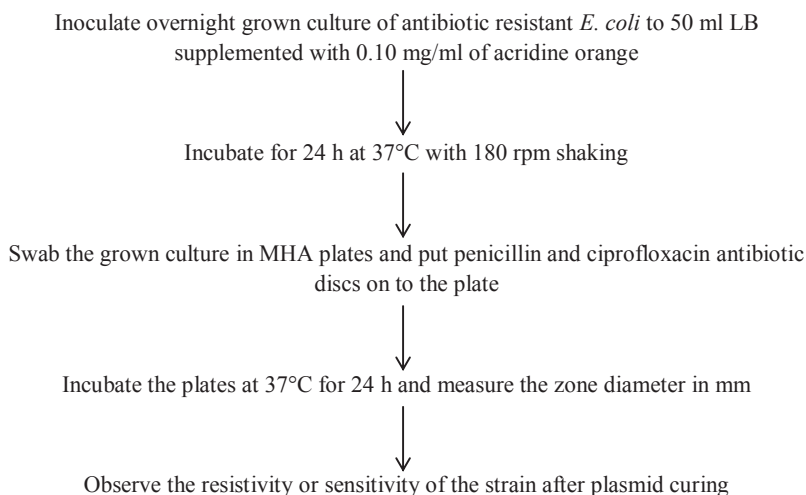 Inoculate overnight grown culture of antibiotic resistant E. coli to 50 ml LB
supplemented with 0.10 mg/ml of acridine orange
Incubate for 24 h at 37°C with 180 rpm shaking
Swab the grown culture in MHA plates and put penicillin and ciprofloxacin antibiotic
discs on to the plate
Incubate the plates at 37°C for 24 h and measure the zone diameter in mm
Observe the resistivity or sensitivity of the strain after plasmid curing